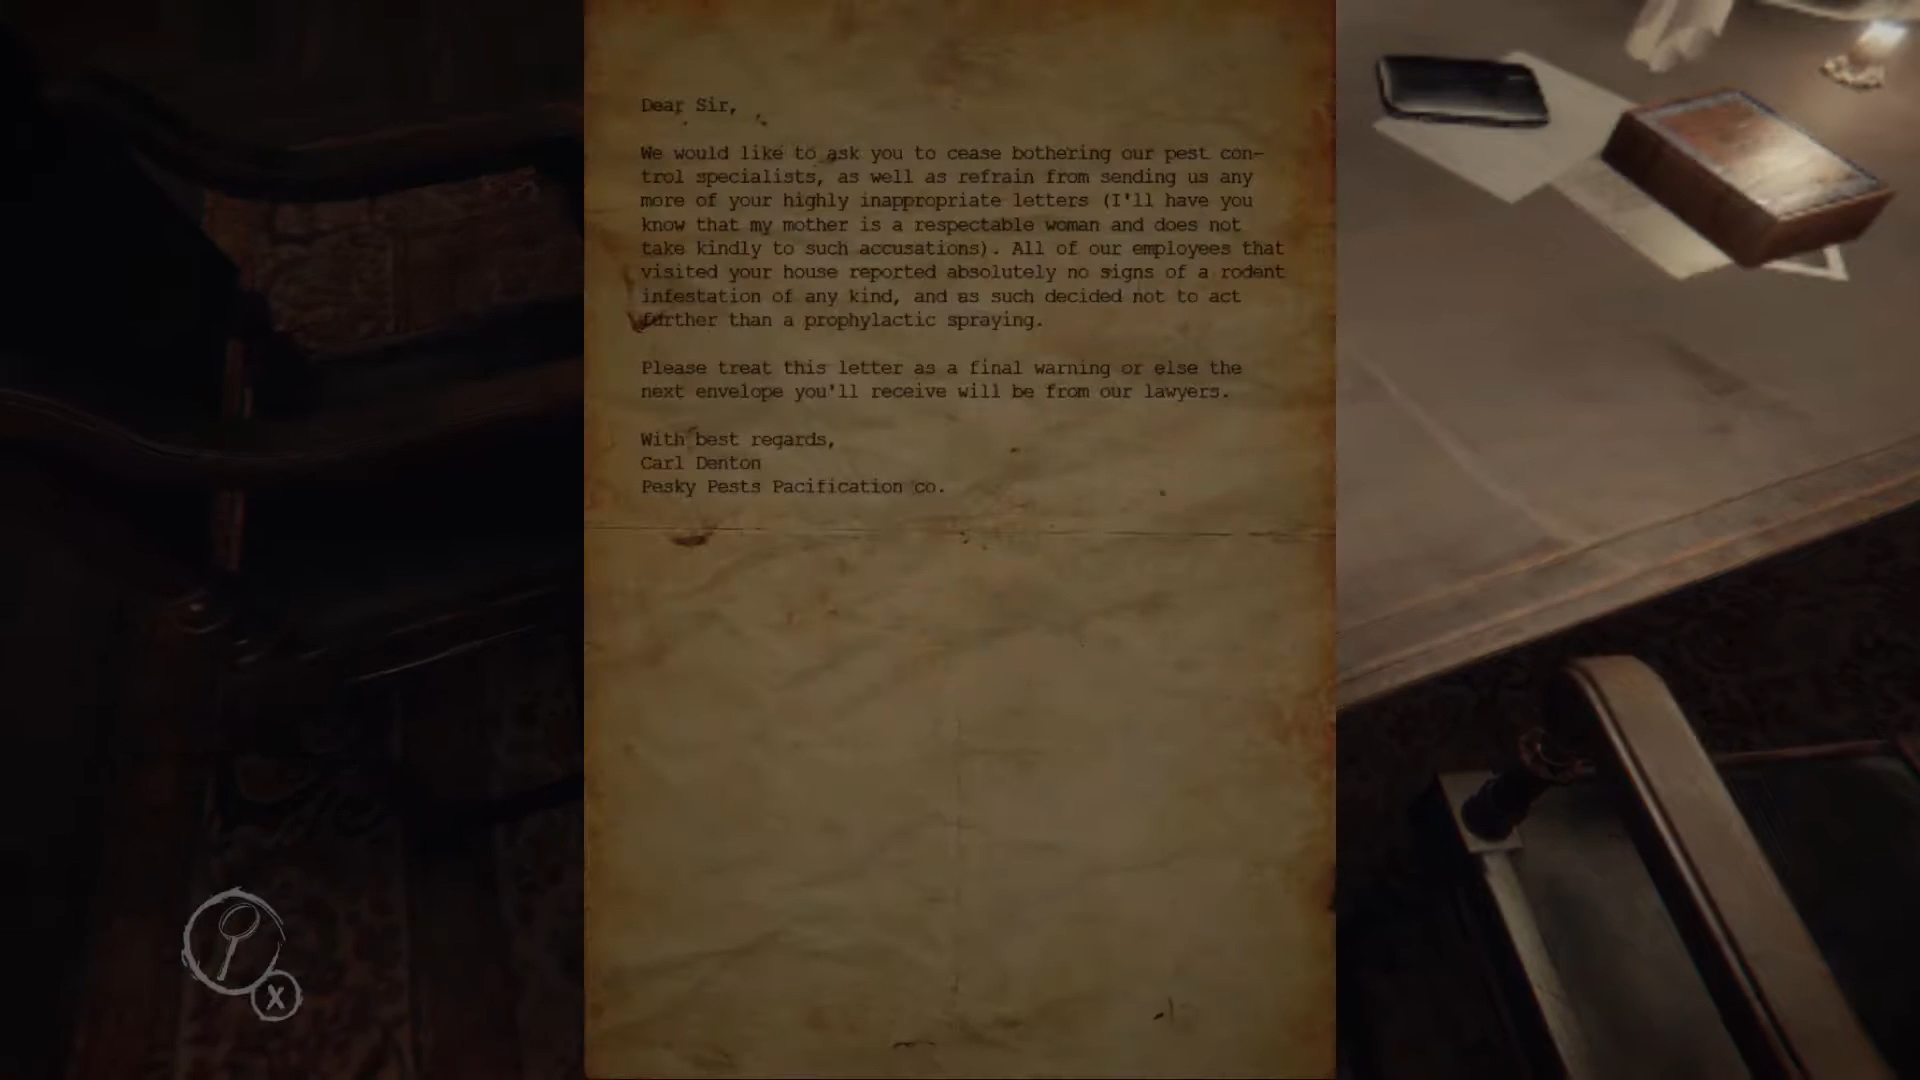 Dear Sir,
We would like to ask you to cease bothering our pest con-
trol specialists, as well as refrain from sending us any
more of your highly inappropriate letters (I'll have you
know that my mother is a respectable woman and does not
take kindly to such accusations). All of our employees that
visited your house reported absolutely no signs of a rodent
infestation of any kind, and as such decided not to act
further than a prophylactic spraying.
Please treat this letter as a final warning or else the
next envelope you'll receive will be from our lawyers.
With best regards,
Carl Denton
Pesky Pests Pacification co.
X